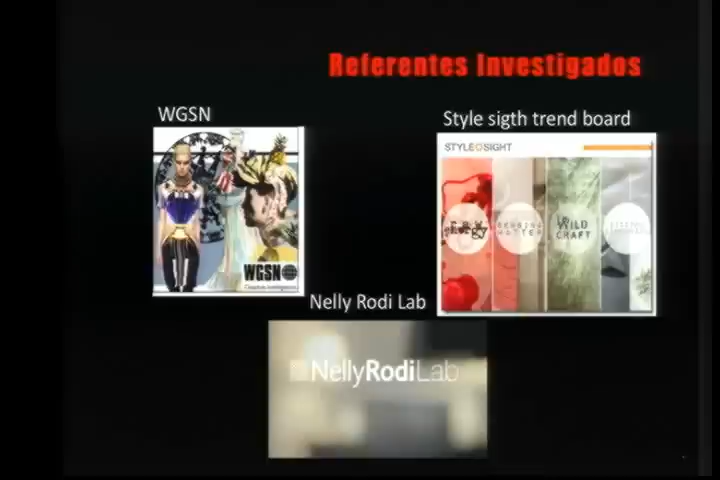 Referentes Investigados
WGSN
Style sigth trend board
STYLESIGHT
WGSN
WILD
CRAFT
Nelly Rodi Lab
NellyRodiLab